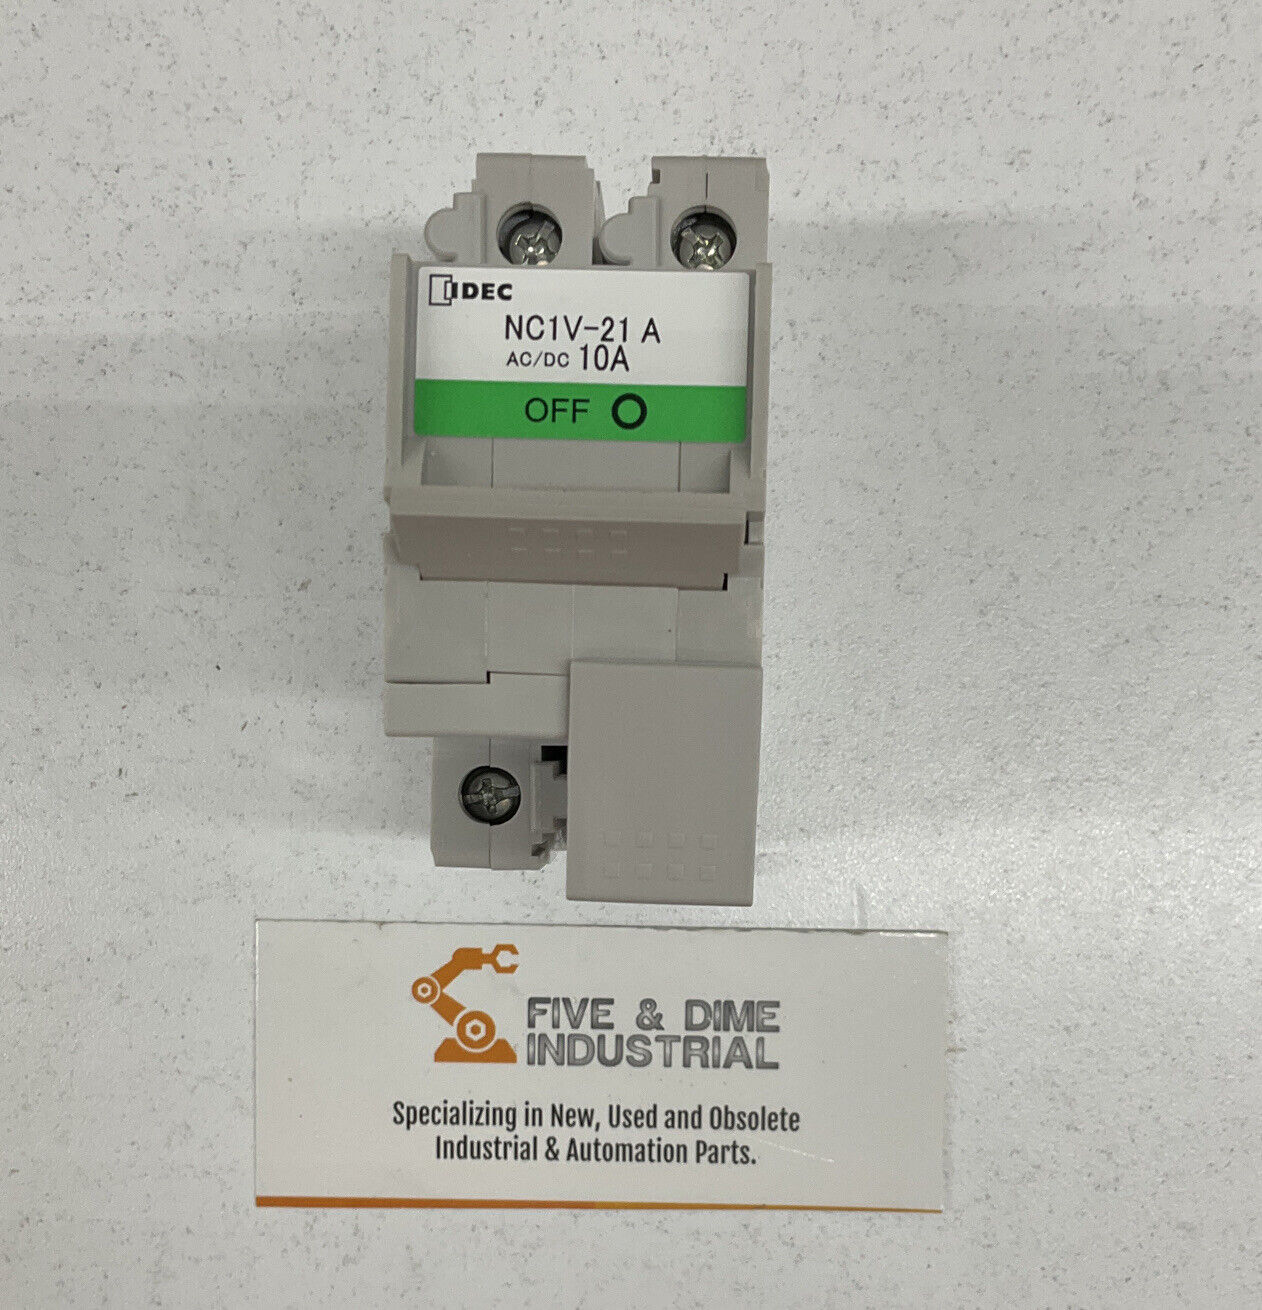 IDEC
NC1V-21 A
AC/DC 10A
OFF
FIVE & DIME
INDUSTRIAL
Specializing in New, Used and Obsolete
Industrial & Automation Parts.